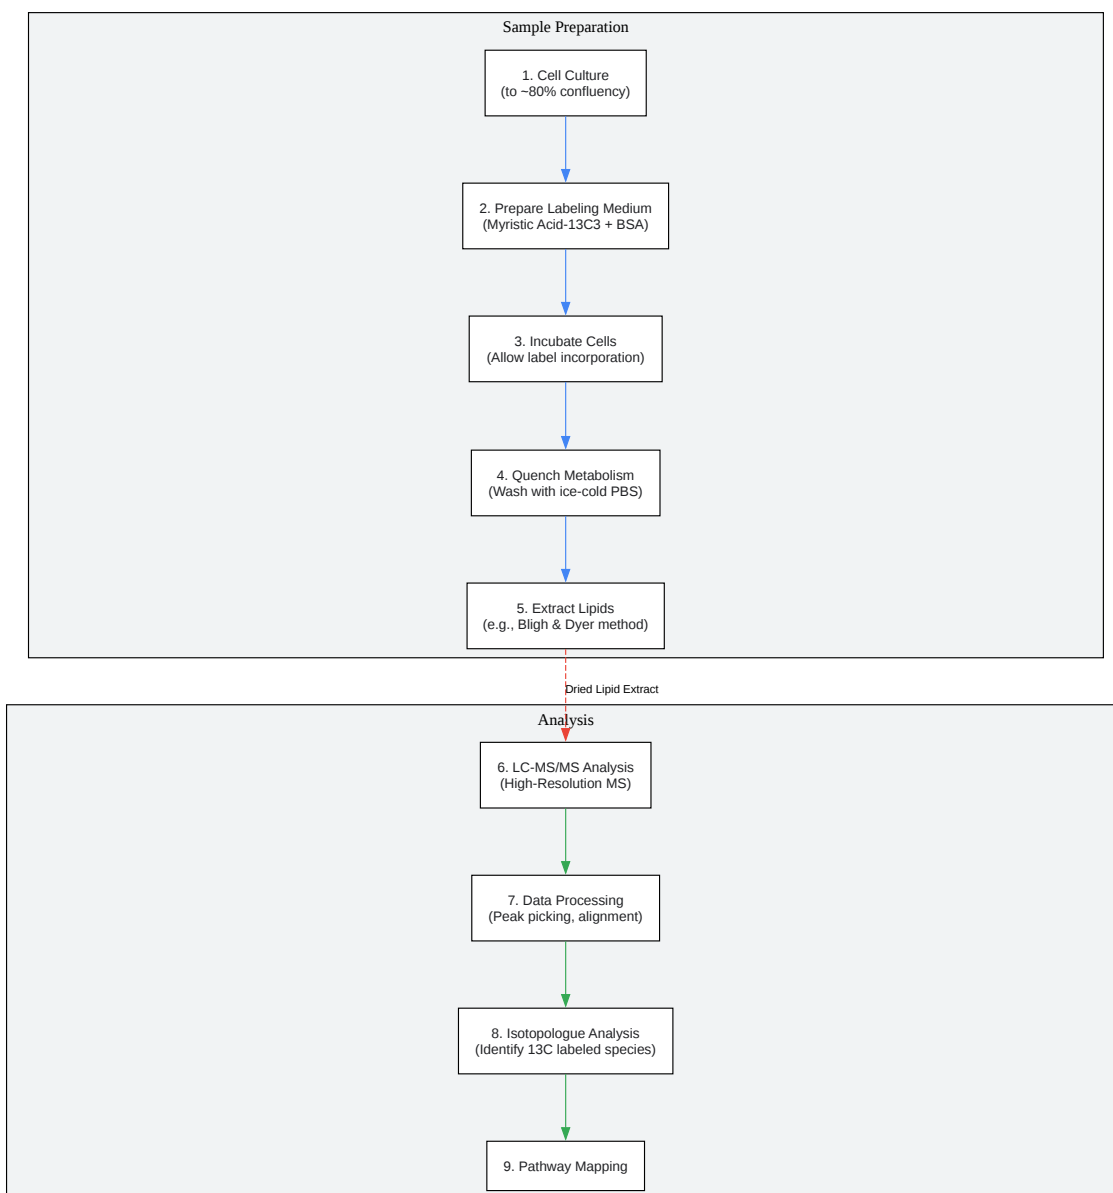 Sample Preparation
1. Cell Culture
(to ~80% confluency)
2. Prepare Labeling Medium
(Myristic Acid-13C3 + BSA)
3. Incubate Cells
(Allow label incorporation)
4. Quench Metabolism
(Wash with ice-cold PBS)
5. Extract Lipids
(e.g., Bligh & Dyer method)
Dried Lipid Extract
Analysis
6. LC-MS/MS Analysis
(High-Resolution MS)
7. Data Processing
(Peak picking, alignment)
8. Isotopologue Analysis
(Identify 13C labeled species)
9. Pathway Mapping